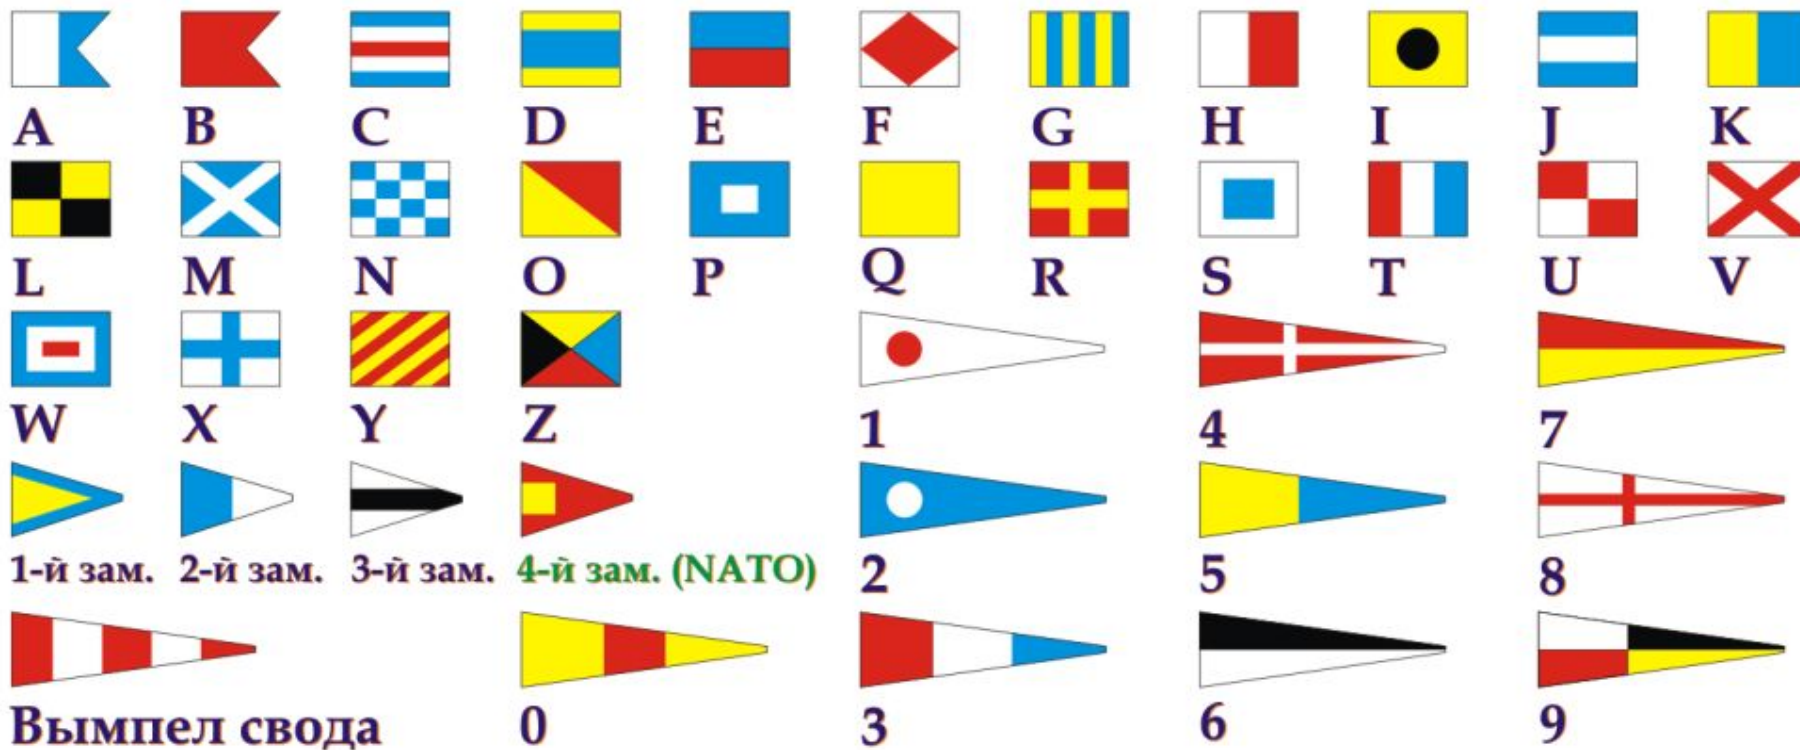 A B C D E F G H I J K
L M N O P Q R S T U V
W X Y Z 1 4 7
1-й зам. 2-й зам. 3-й зам. 4-й зам. (NATO) 2 5 8
Вымпел свода 0 3 6 9